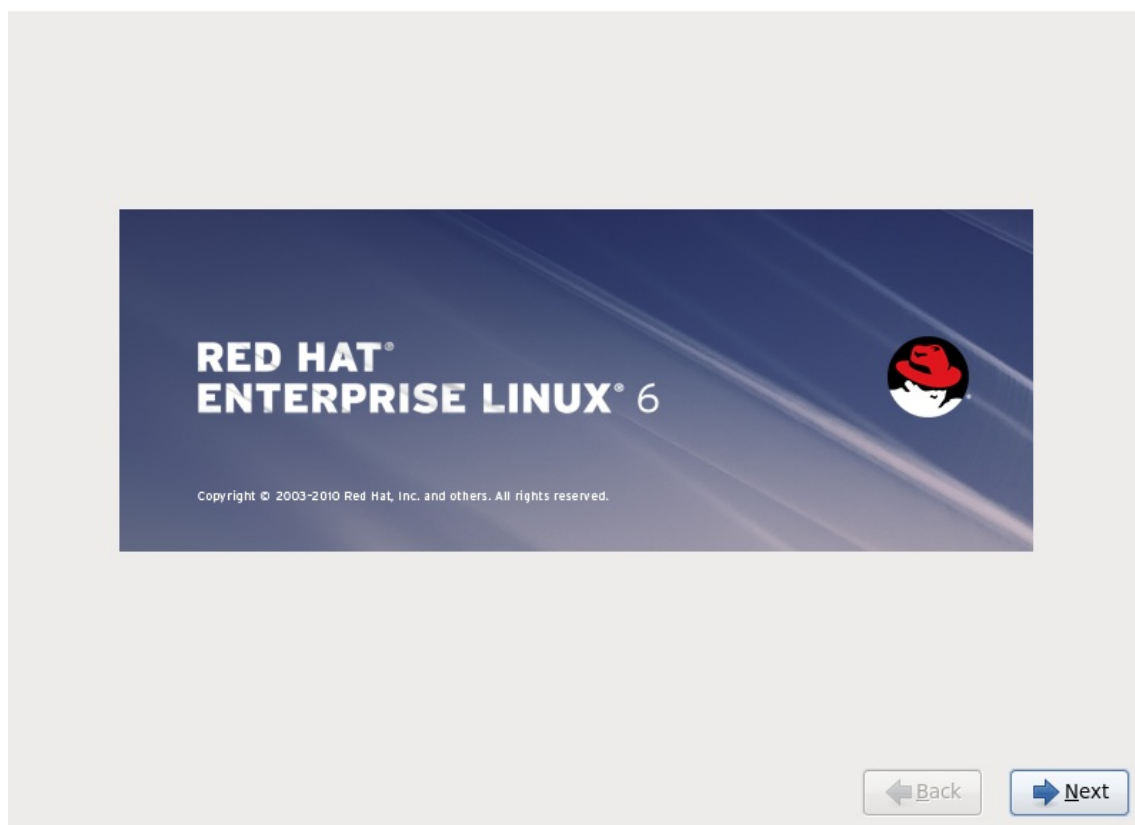 RED HAT®
ENTERPRISE LINUX® 6
Copyright © 2003-2010 Red Hat, Inc. and others. All rights reserved.
Back
Next